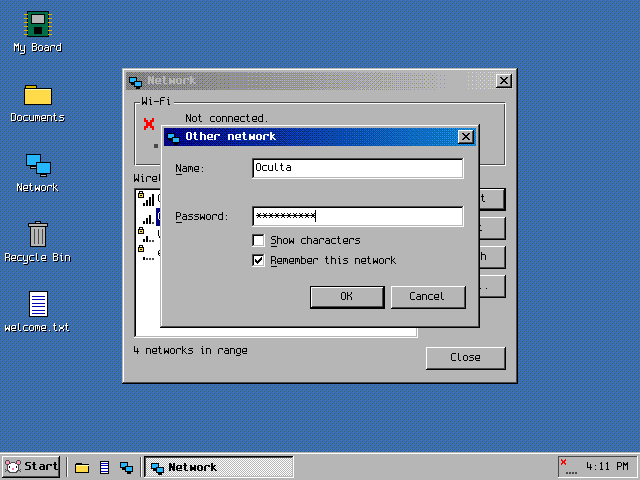 My Board
Documents
Network
Recycle Bin
welcome.txt
Network
Wi-Fi
Not connected.
Other network
Name:
Oculta
Password:
**********
Show characters
Remember this network
OK
Cancel
4 networks in range
Close
Start
Network
4:11 PM